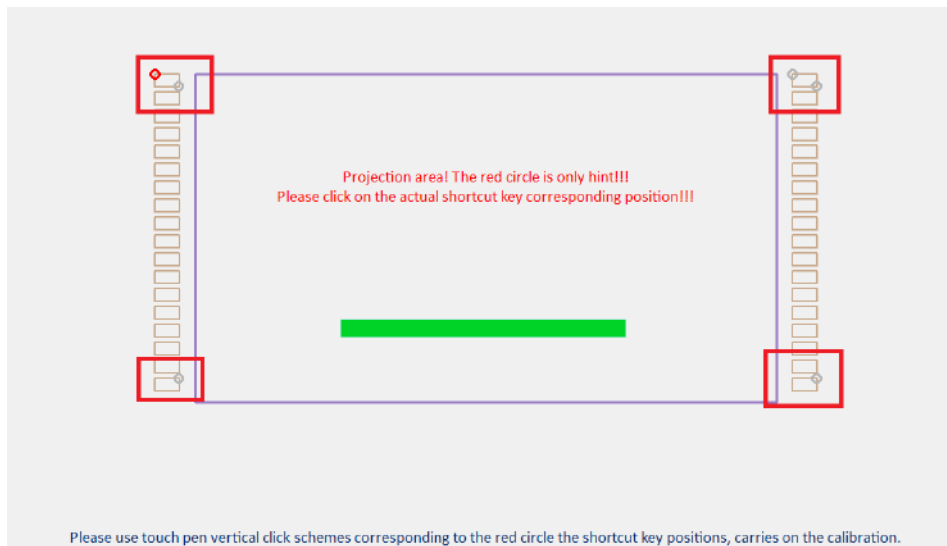 Projection area! The red circle is only hint!!!
Please click on the actual shortcut key corresponding position!!!
Please use touch pen vertical click schemes corresponding to the red circle the shortcut key positions, carries on the calibration.